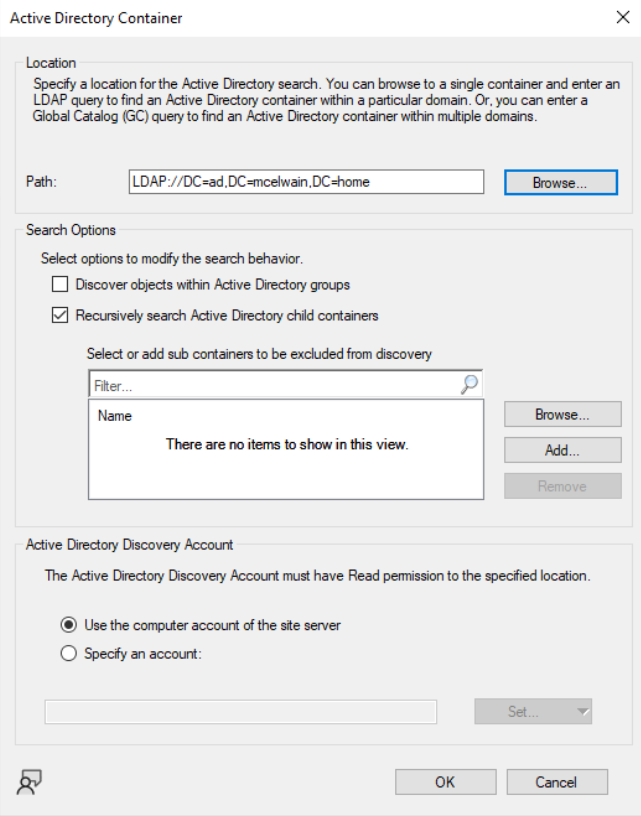 Active Directory Container
Location
Specify a location for the Active Directory search. You can browse to a single container and enter an
LDAP query to find an Active Directory container within a particular domain. Or, you can enter a
Global Catalog (GC) query to find an Active Directory container within multiple domains.
Path:
LDAP://DC=ad,DC=mcelwain,DC=home
Browse...
Search Options
Select options to modify the search behavior.
Discover objects within Active Directory groups
Recursively search Active Directory child containers
Select or add sub containers to be excluded from discovery
Filter...
Name
There are no items to show in this view.
Browse...
Add...
Remove
Active Directory Discovery Account
The Active Directory Discovery Account must have Read permission to the specified location.
Use the computer account of the site server
Specify an account:
Set...
OK
Cancel